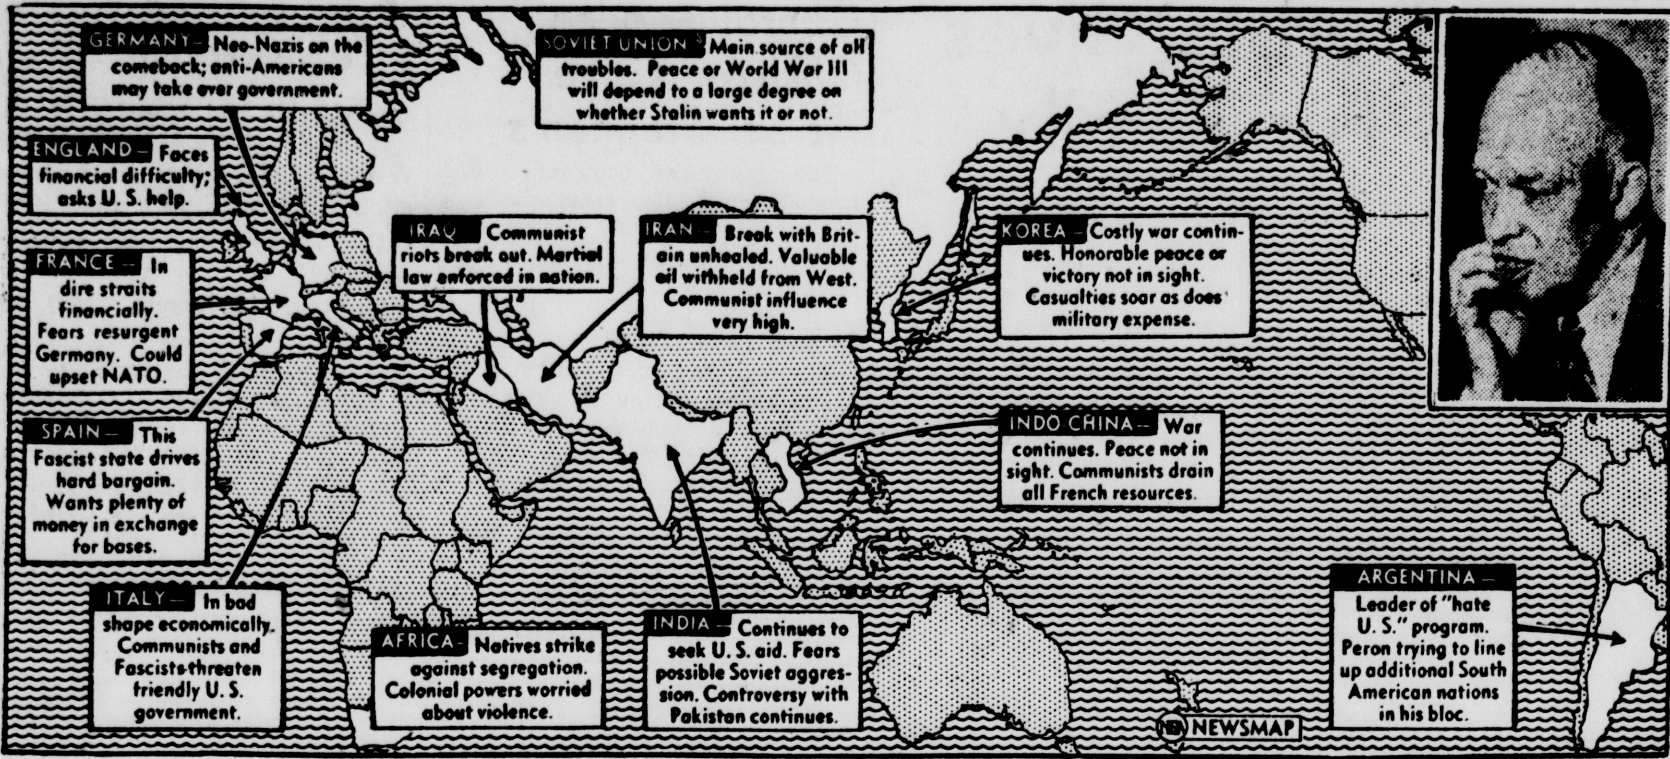 GERMANY— Neo-Nazis on the
comeback; anti-Americans
may take over government.
SOVIET UNION— Main source of all
troubles. Peace or World War III
will depend to a large degree on
whether Stalin wants it or not.
ENGLAND— Faces
financial difficulty;
asks U. S. help.
FRANCE— In
dire straits
financially.
Fears resurgent
Germany. Could
upset NATO.
IRAQ— Communist
riots break out. Martial
law enforced in nation.
IRAN— Break with Brit-
ain unhealed. Valuable
oil withheld from West.
Communist influence
very high.
KOREA— Costly war contin-
ues. Honorable peace or
victory not in sight.
Casualties soar as does
military expense.
SPAIN— This
Fascist state drives
hard bargain.
Wants plenty of
money in exchange
for bases.
INDO CHINA— War
continues. Peace not in
sight. Communists drain
all French resources.
ITALY— In bad
shape economically.
Communists and
Fascists threaten
friendly U. S.
government.
AFRICA— Natives strike
against segregation.
Colonial powers worried
about violence.
INDIA— Continues to
seek U. S. aid. Fears
possible Soviet aggres-
sion. Controversy with
Pakistan continues.
ARGENTINA—
Leader of "hate
U. S." program.
Peron trying to line
up additional South
American nations
in his bloc.
NEWSMAP